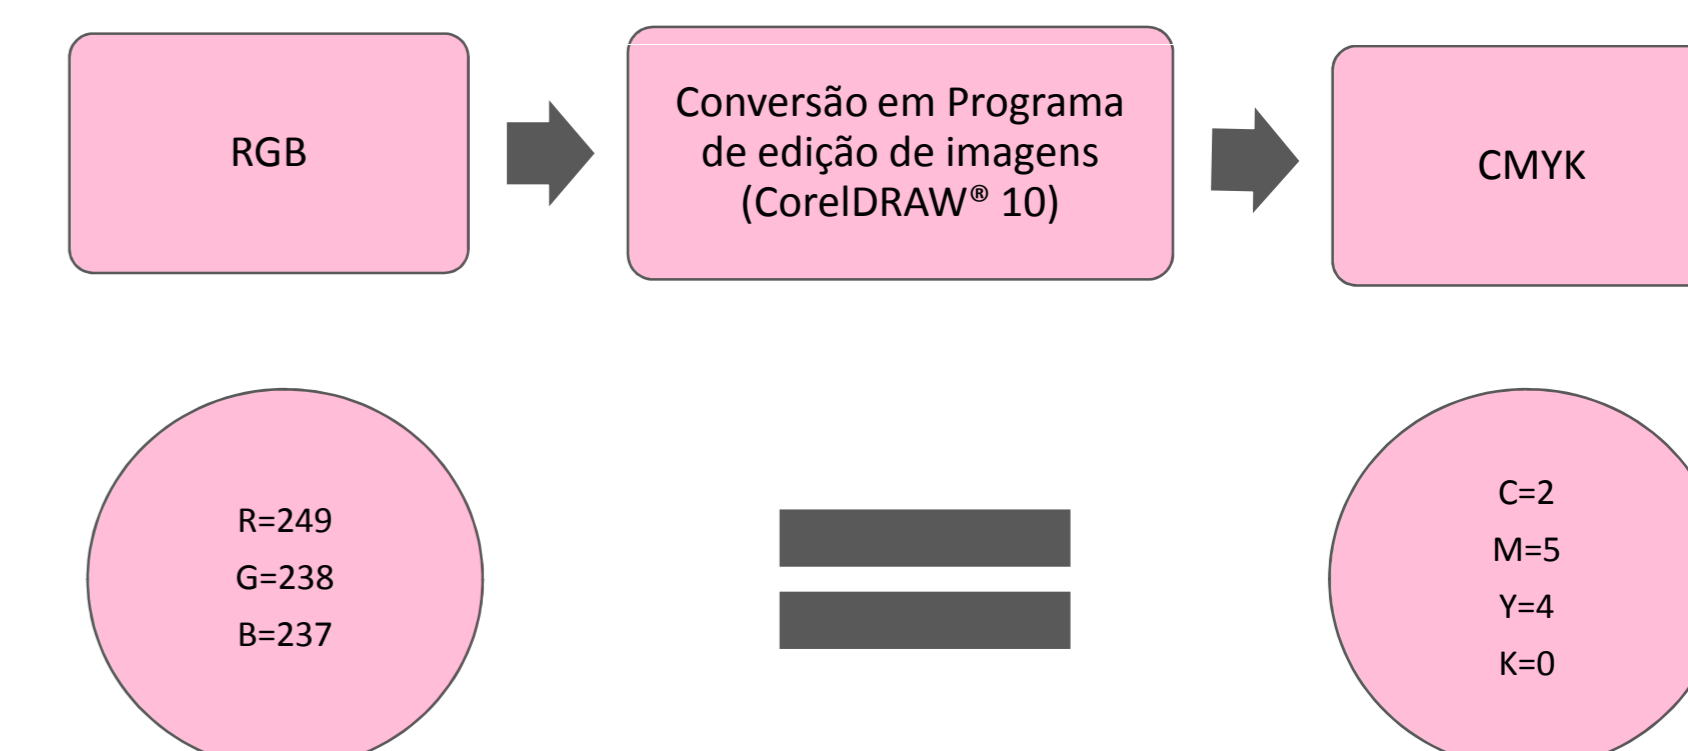 RGB
Conversão em Programa
de edição de imagens
(CorelDRAW® 10)
CMYK
R=249
G=238
B=237
C=2
M=5
Y=4
K=0